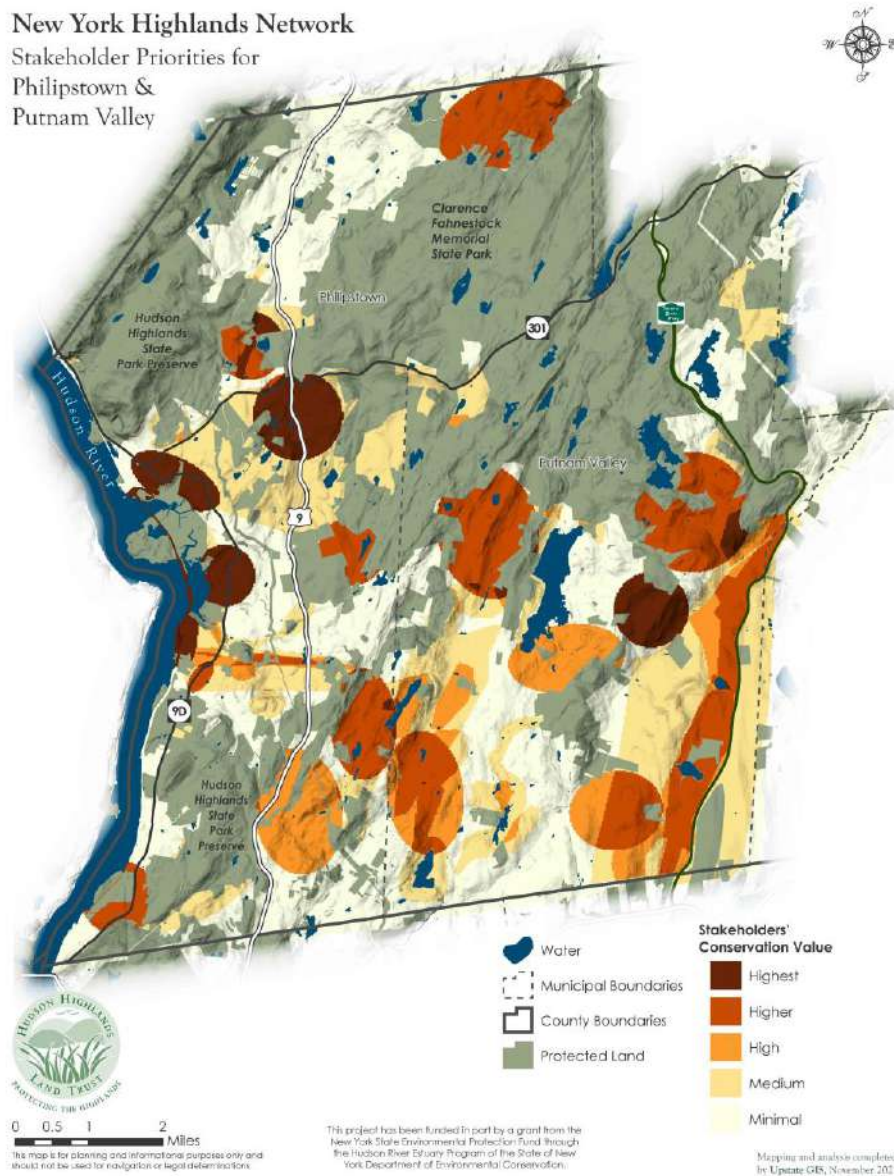 New York Highlands Network
Stakeholder Priorities for
Philipstown &
Putnam Valley
N
W
E
S
Clarence
Fahnestock
Memorial
State Park
Philipstown
Hudson
Highlands
State
Park Preserve
301
Hudson River
Putnam Valley
9
9D
Hudson
Highlands
State
Park
Preserve
Water
Municipal Boundaries
County Boundaries
Protected Land
Stakeholders'
Conservation Value
Highest
Higher
High
Medium
Minimal
HUDSON HIGHLANDS
LAND TRUST
PROTECTING THE HIGHLANDS
0 0.5 1 2
Miles
This map is for planning and informational purposes only and
should not be used for navigation or legal determinations
This project has been funded in part by a grant from the
New York State Environmental Protection Fund through
the Hudson River Estuary Program of the State of New
York Department of Environmental Conservation.
Mapping and analysis completed
by Upstate GIS, November 202